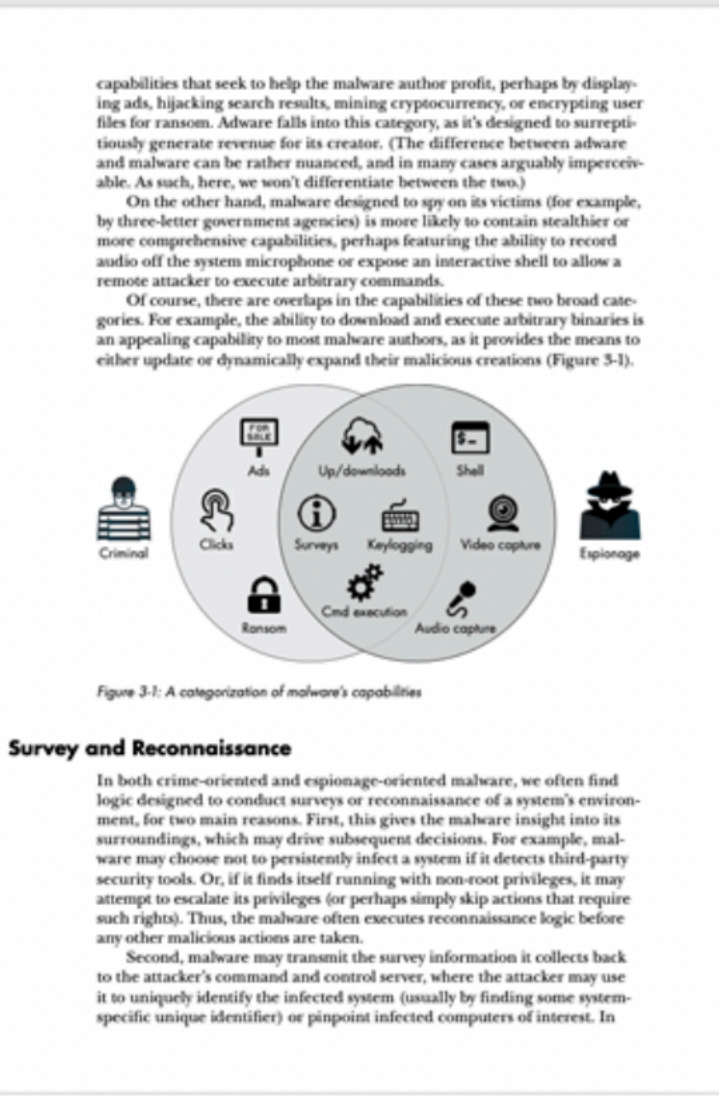 capabilities that seek to help the malware author profit, perhaps by display-
ing ads, hijacking search results, mining cryptocurrency, or encrypting user
files for ransom. Adware falls into this category, as it's designed to surrepti-
tiously generate revenue for its creator. (The difference between adware
and malware can be rather nuanced, and in many cases arguably imperceiv-
able. As such, here, we won't differentiate between the two.)
On the other hand, malware designed to spy on its victims (for example,
by three-letter government agencies) is more likely to contain stealthier or
more comprehensive capabilities, perhaps featuring the ability to record
audio off the system microphone or expose an interactive shell to allow a
remote attacker to execute arbitrary commands.
Of course, there are overlaps in the capabilities of these two broad cate-
gories. For example, the ability to download and execute arbitrary binaries is
an appealing capability to most malware authors, as it provides the means to
either update or dynamically expand their malicious creations (Figure 3-1).
FOR
SALE
$-
Ads
Up/downloads
Shell
Criminal
Clicks
Surveys
Keylogging
Video capture
Espionage
Ransom
Cmd execution
Audio capture
Figure 3-1: A categorization of malware's capabilities
Survey and Reconnaissance
In both crime-oriented and espionage-oriented malware, we often find
logic designed to conduct surveys or reconnaissance of a system's environ-
ment, for two main reasons. First, this gives the malware insight into its
surroundings, which may drive subsequent decisions. For example, mal-
ware may choose not to persistently infect a system if it detects third-party
security tools. Or, if it finds itself running with non-root privileges, it may
attempt to escalate its privileges (or perhaps simply skip actions that require
such rights). Thus, the malware often executes reconnaissance logic before
any other malicious actions are taken.
Second, malware may transmit the survey information it collects back
to the attacker's command and control server, where the attacker may use
it to uniquely identify the infected system (usually by finding some system-
specific unique identifier) or pinpoint infected computers of interest. In